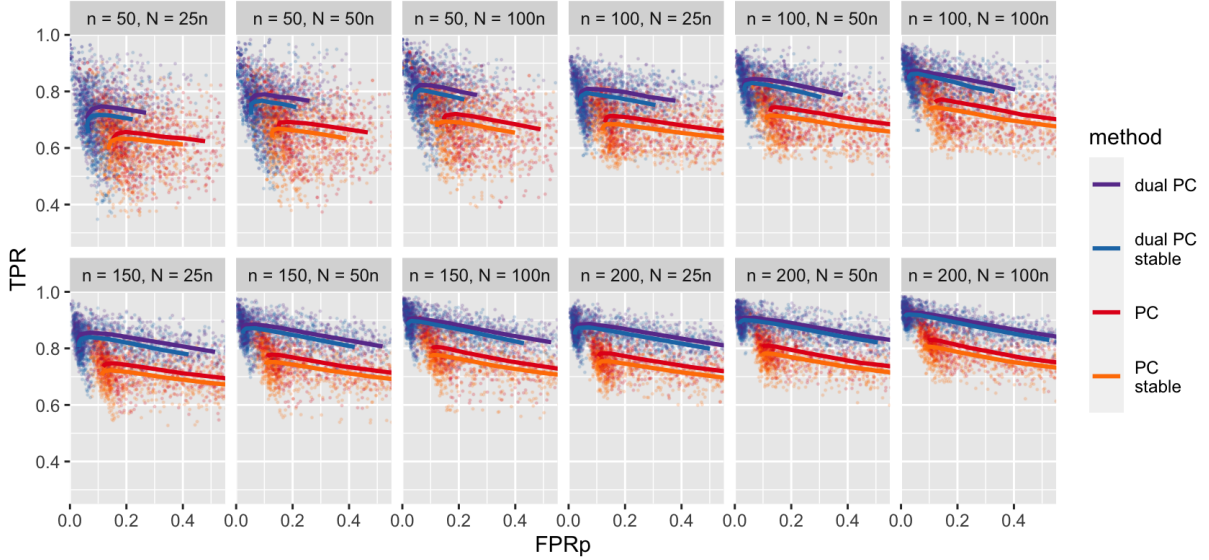 n = 50, N = 25n
n = 50, N = 50n
n = 50, N = 100n
n = 100, N = 25n
n = 100, N = 50n
n = 100, N = 100n
1.0
0.8
0.6
0.4
n = 150, N = 25n
n = 150, N = 50n
n = 150, N = 100n
n = 200, N = 25n
n = 200, N = 50n
n = 200, N = 100n
1.0
0.8
0.6
0.4
0.0 0.2 0.4
0.0 0.2 0.4
0.0 0.2 0.4
0.0 0.2 0.4
0.0 0.2 0.4
0.0 0.2 0.4
TPR
FPRp
method
dual PC
dual PC
stable
PC
PC
stable